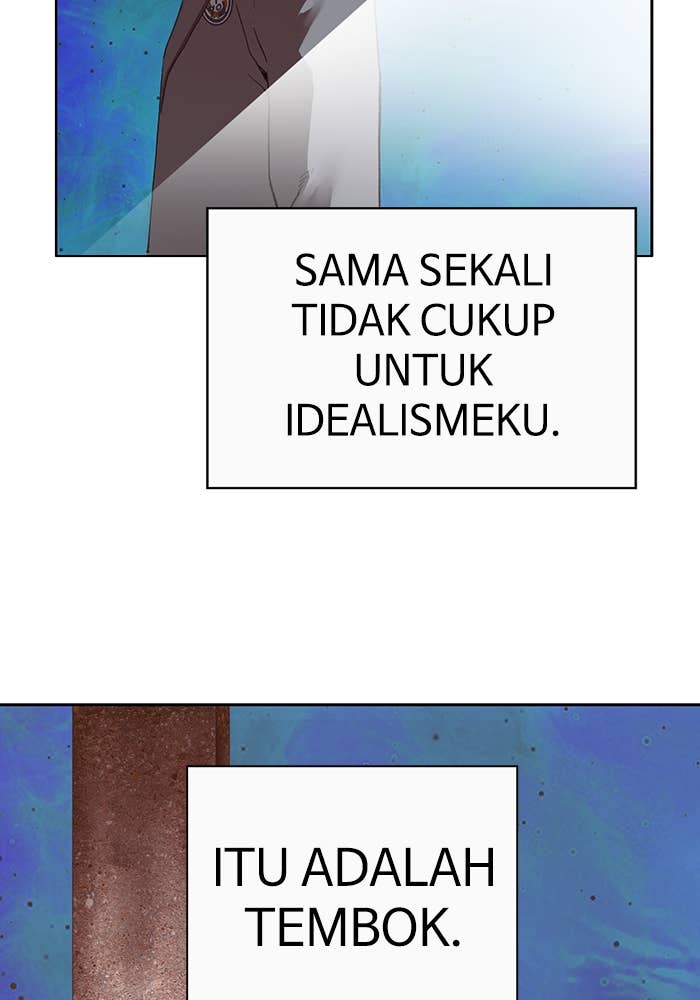 SAMA SEKALI
TIDAK CUKUP
UNTUK
IDEALISMEKU.
ITU ADALAH
TEMBOK.